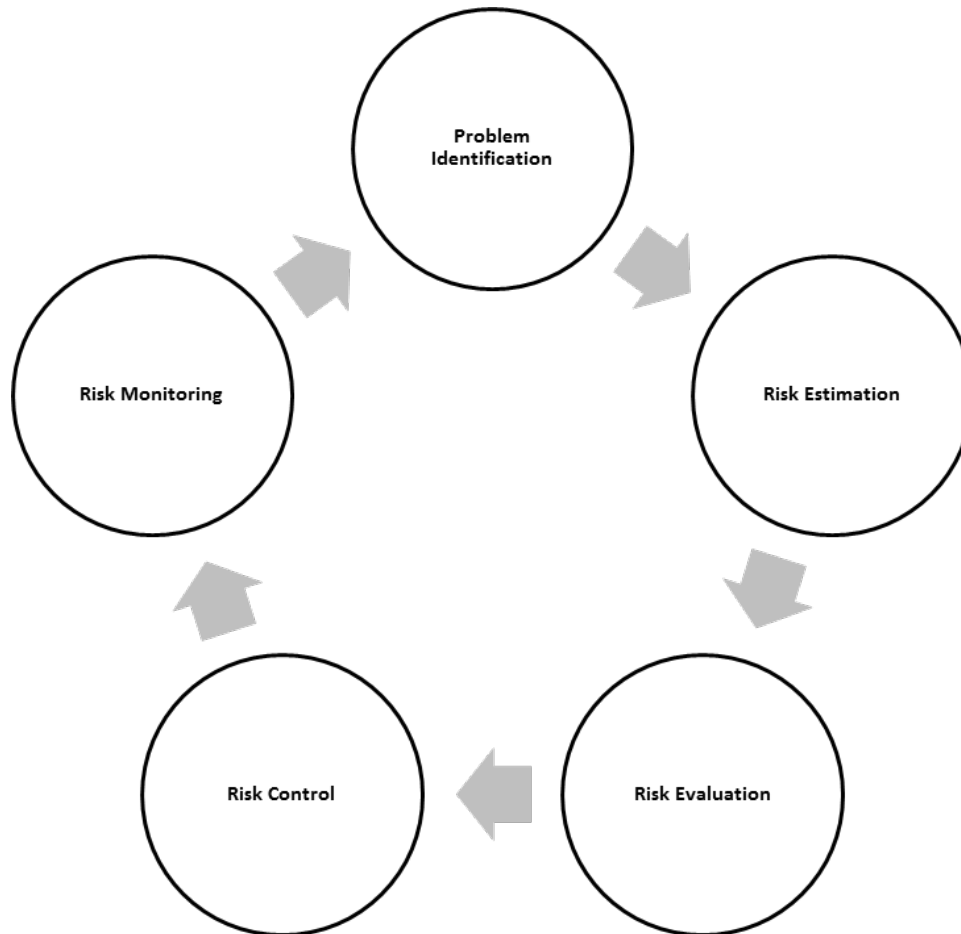 Problem
Identification
Risk Estimation
Risk Evaluation
Risk Control
Risk Monitoring